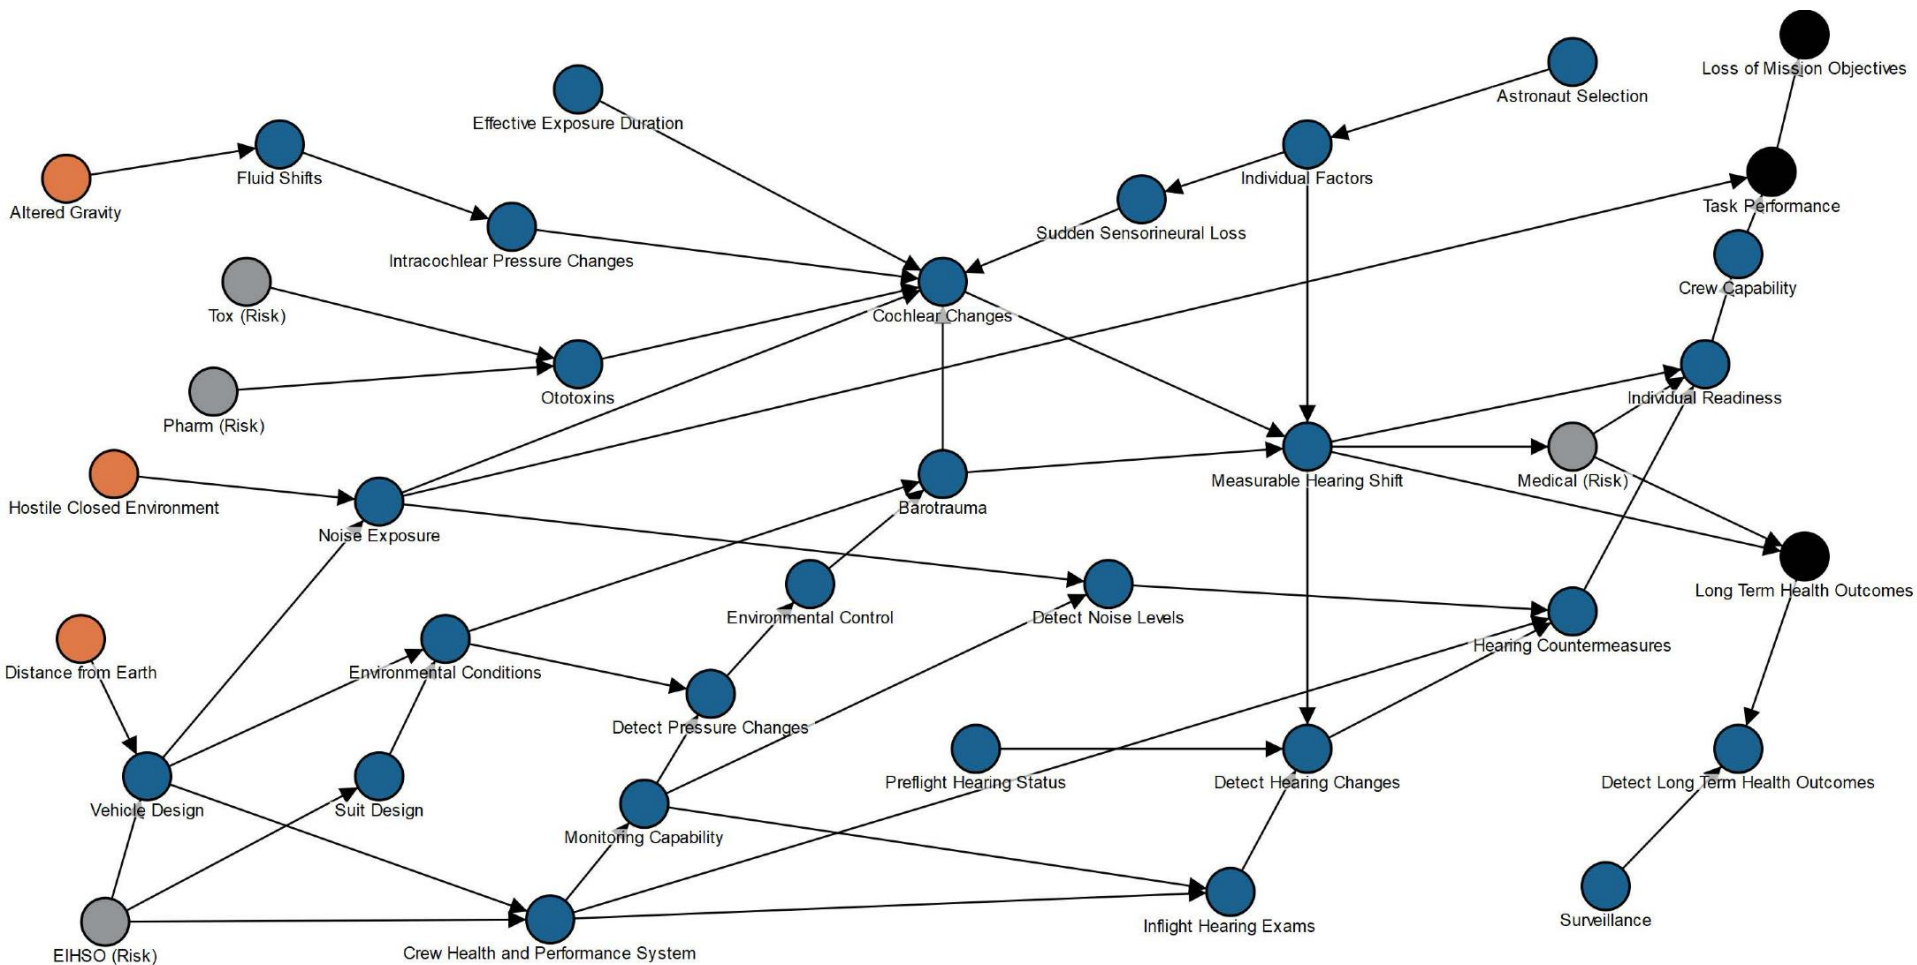 Loss of Mission Objectives
Astronaut Selection
Effective Exposure Duration
Fluid Shifts
Individual Factors
Altered Gravity
Task Performance
Sudden Sensorineural Loss
Intracochlear Pressure Changes
Crew Capability
Tox (Risk)
Cochlear Changes
Ototoxins
Individual Readiness
Pharm (Risk)
Measurable Hearing Shift
Medical (Risk)
Hostile Closed Environment
Barotrauma
Noise Exposure
Long Term Health Outcomes
Environmental Control
Detect Noise Levels
Hearing Countermeasures
Distance from Earth
Environmental Conditions
Detect Pressure Changes
Preflight Hearing Status
Detect Hearing Changes
Detect Long Term Health Outcomes
Vehicle Design
Suit Design
Monitoring Capability
Surveillance
Inflight Hearing Exams
EIHSO (Risk)
Crew Health and Performance System